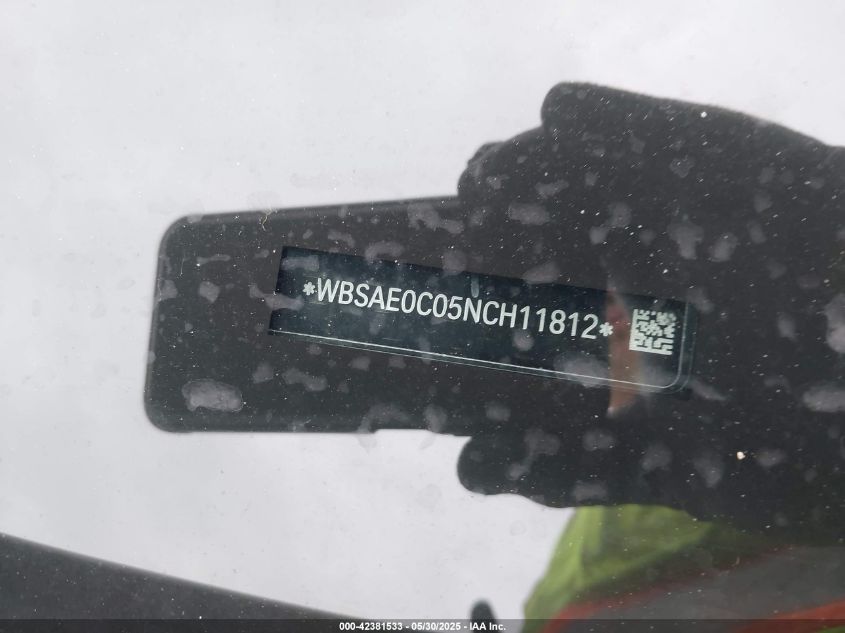 *WBSAE0C05NCH11812*
000-42381533 - 05/30/2025 - IAA Inc.